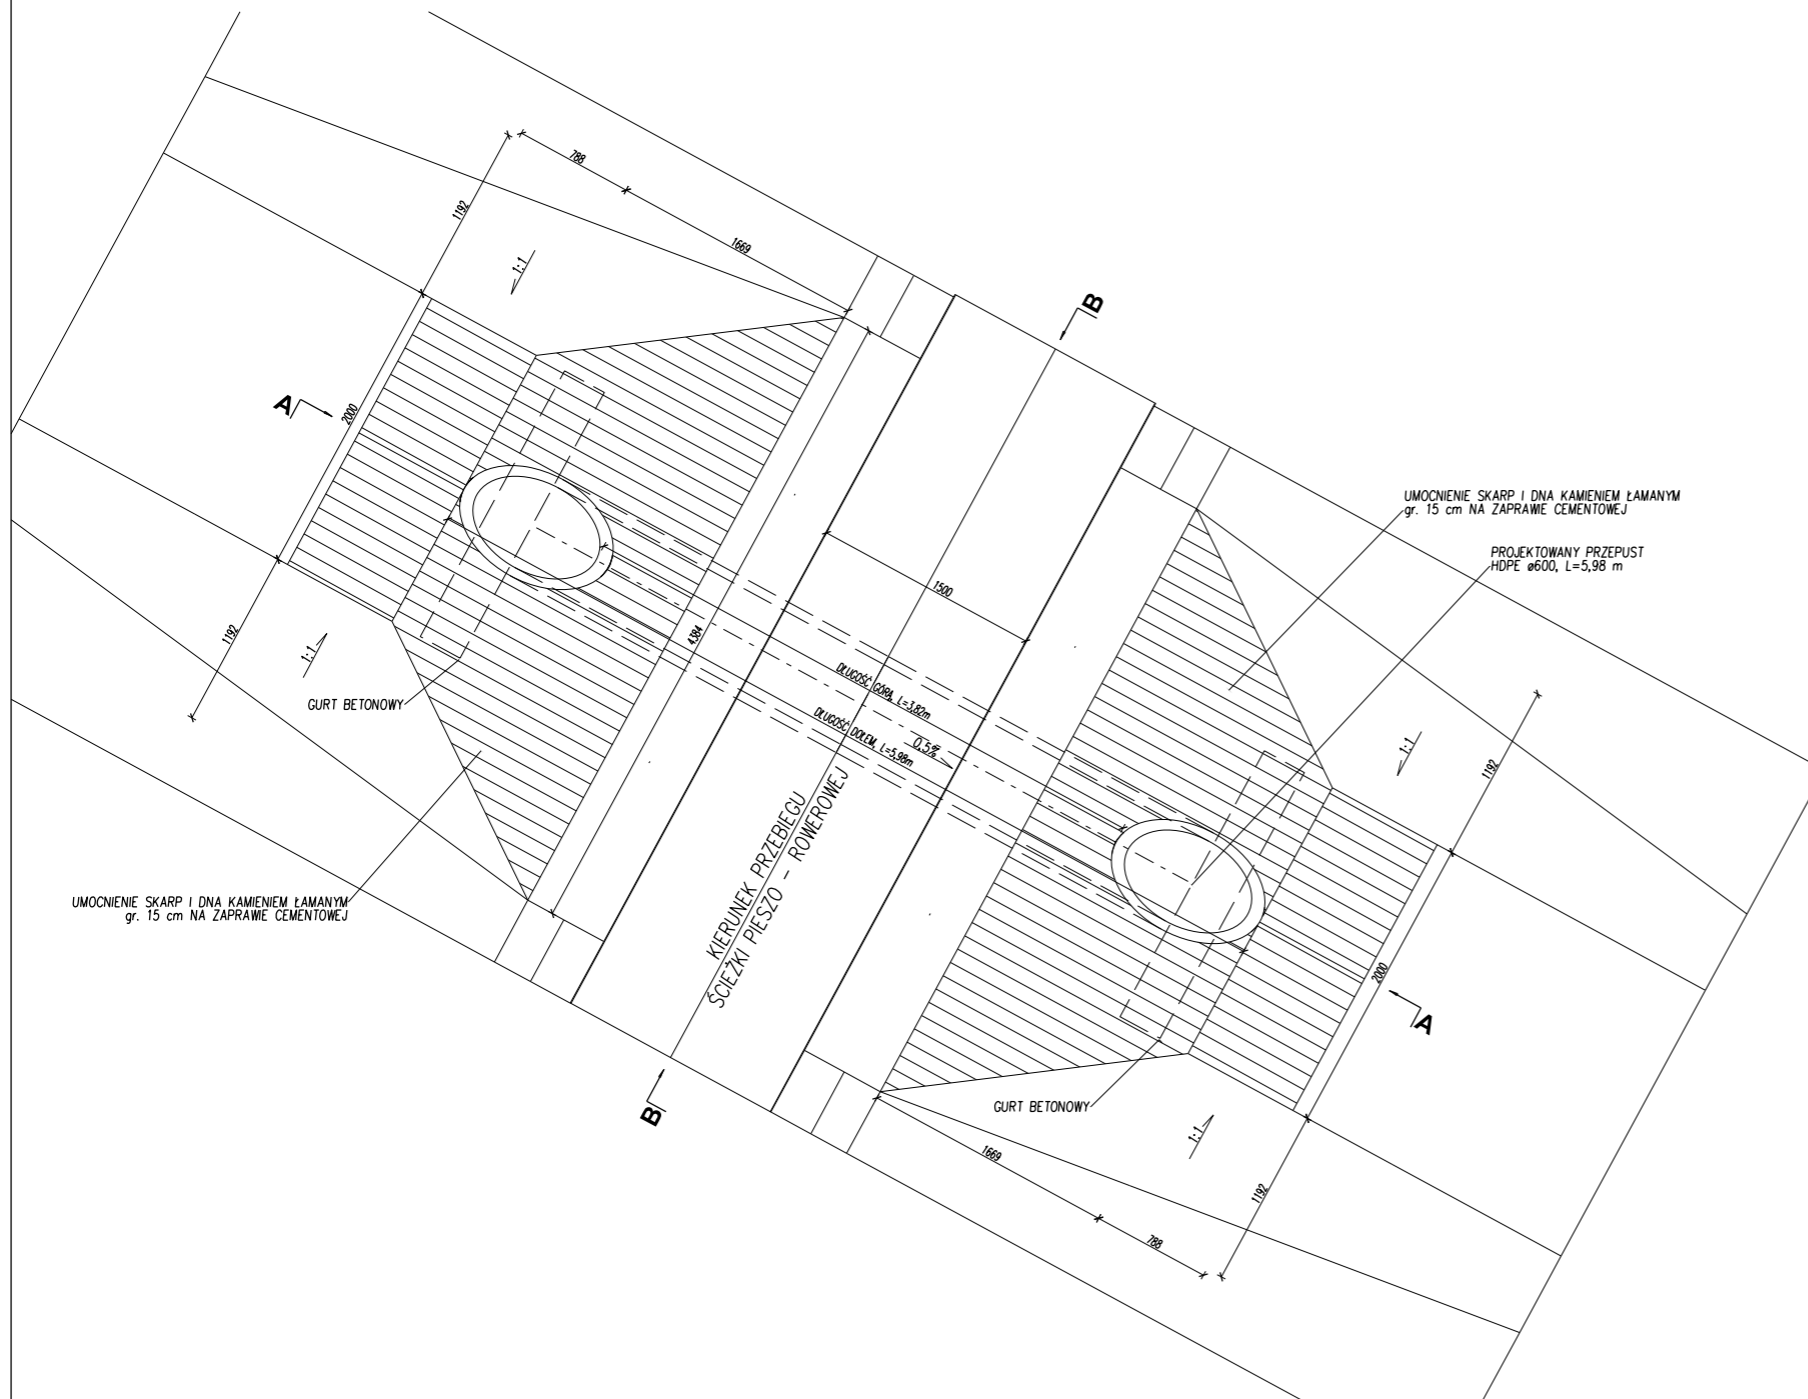 788
1192
1669
1:1
B
A
2000
UMOCNIENIE SKARP I DNA KAMIENIEM ŁAMANYM
gr. 15 cm NA ZAPRAWIE CEMENTOWEJ
PROJEKTOWANY PRZEPUST
HDPE ø600, L=5,98 m
1500
1192
1:1
4384
DŁUGOŚĆ GÓRĄ, L=3,82m
DŁUGOŚĆ DOŁEM, L=5,98m
0,5%
GURT BETONOWY
1:1
1192
KIERUNEK PRZEBIEGU
ŚCIEŻKI PIESZO - ROWEROWEJ
UMOCNIENIE SKARP I DNA KAMIENIEM ŁAMANYM
gr. 15 cm NA ZAPRAWIE CEMENTOWEJ
2000
A
B
GURT BETONOWY
1:1
1669
1192
788